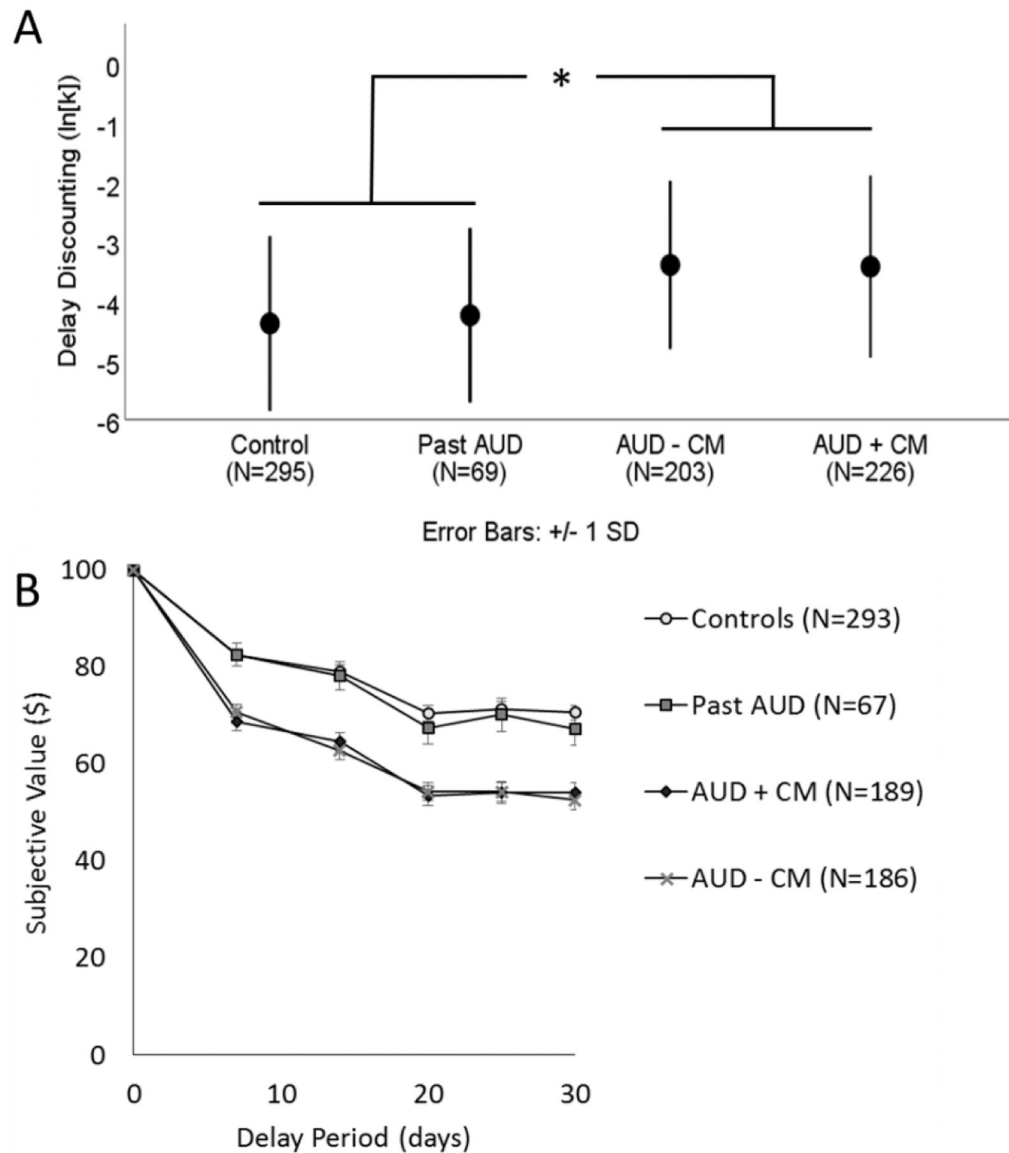 A
Delay Discounting (ln[k])
0
-1
-2
-3
-4
-5
-6
*
Control
(N=295)
Past AUD
(N=69)
AUD - CM
(N=203)
AUD + CM
(N=226)
Error Bars: +/- 1 SD
B
Subjective Value ($)
100
80
60
40
20
0
0 10 20 30
Delay Period (days)
Controls (N=293)
Past AUD (N=67)
AUD + CM (N=189)
AUD - CM (N=186)